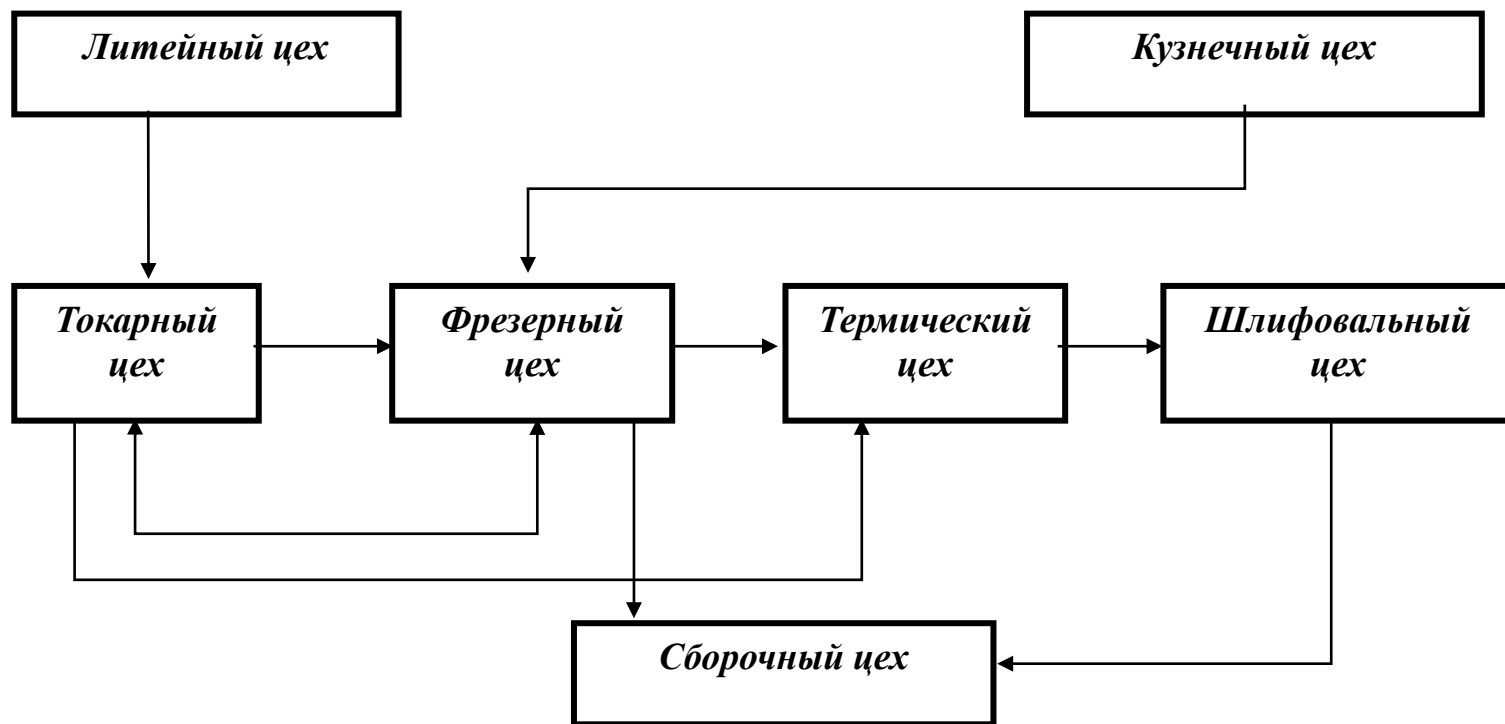 Литейный цех
Кузнечный цех
Токарный
цех
Фрезерный
цех
Термический
цех
Шлифовальный
цех
Сборочный цех